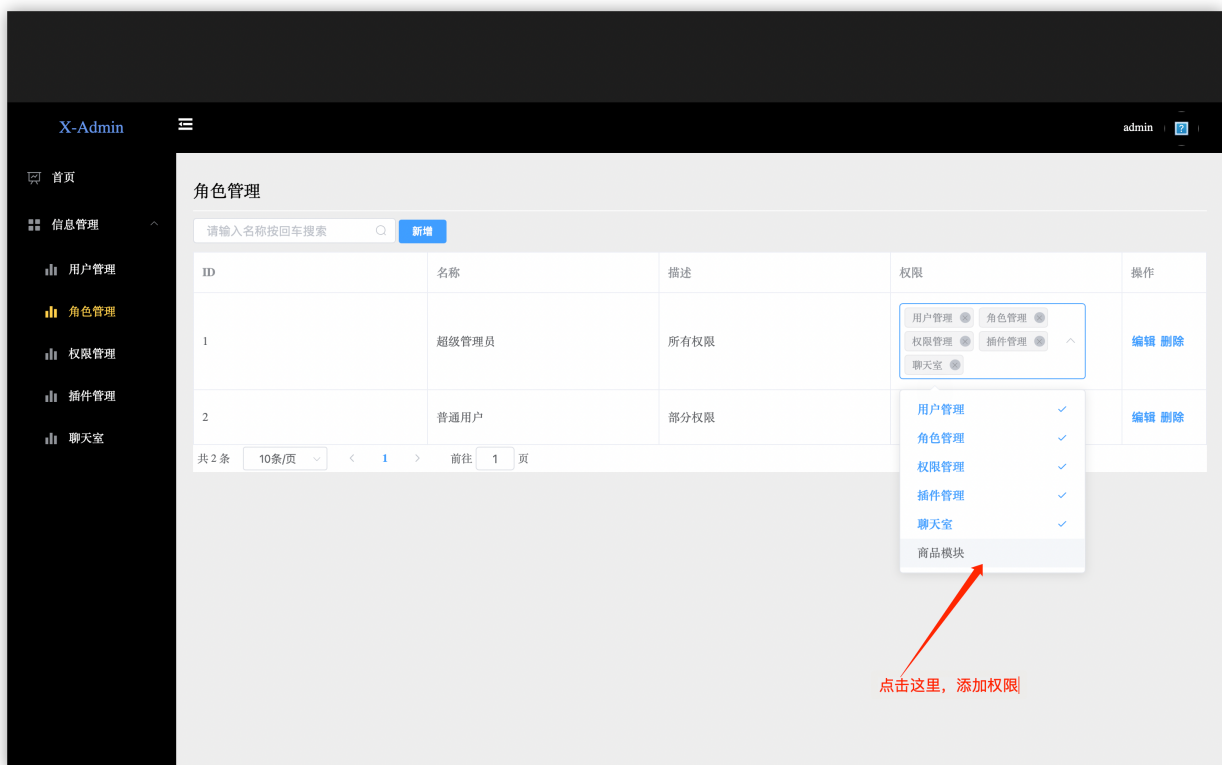 X-Admin
admin
首页
信息管理
用户管理
角色管理
权限管理
插件管理
聊天室
角色管理
请输入名称按回车搜索 新增
ID 名称 描述 权限 操作
1 超级管理员 所有权限 用户管理 角色管理 权限管理 插件管理 聊天室 编辑 删除
2 普通用户 部分权限 编辑 删除
共 2 条 10条/页 1 前往 1 页
用户管理
角色管理
权限管理
插件管理
聊天室
商品模块
点击这里，添加权限